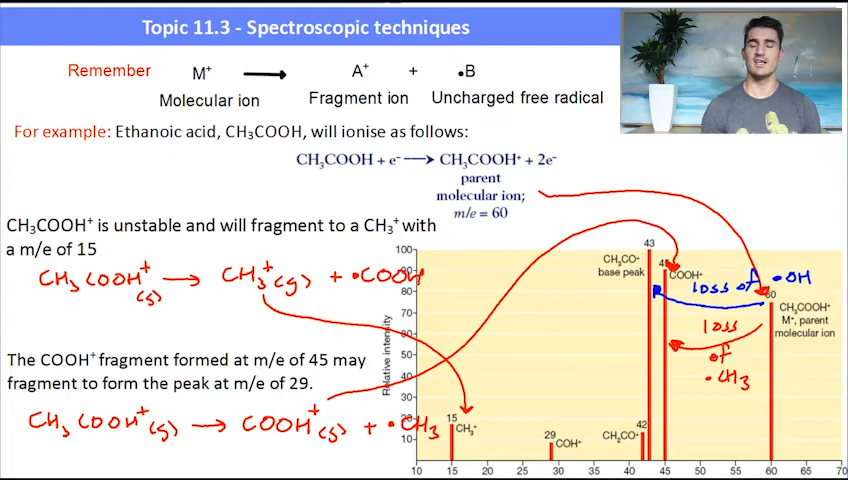 Topic 11.3 - Spectroscopic techniques
Remember M⁺ → A⁺ + •B
Molecular ion Fragment ion Uncharged free radical
For example: Ethanoic acid, CH₃COOH, will ionise as follows:
CH₃COOH + e⁻ → CH₃COOH⁺ + 2e⁻
parent
molecular ion;
m/e = 60
CH₃COOH⁺ is unstable and will fragment to a CH₃⁺ with
a m/e of 15
CH₃COOH⁺(g) → CH₃⁺(g) + •COOH
The COOH⁺ fragment formed at m/e of 45 may
fragment to form the peak at m/e of 29.
CH₃COOH⁺(g) → COOH⁺(g) + •CH₃
Relative intensity
100
90
80
70
60
50
40
30
20
10
43
CH₃CO⁺
base peak
COOH⁺
loss of •OH
60
CH₃COOH⁺
M⁺, parent
molecular ion
loss
of
•CH₃
15
CH₃⁺
29
COH⁺
42
CH₂CO⁺
10 15 20 25 30 35 40 45 50 55 60 65 70